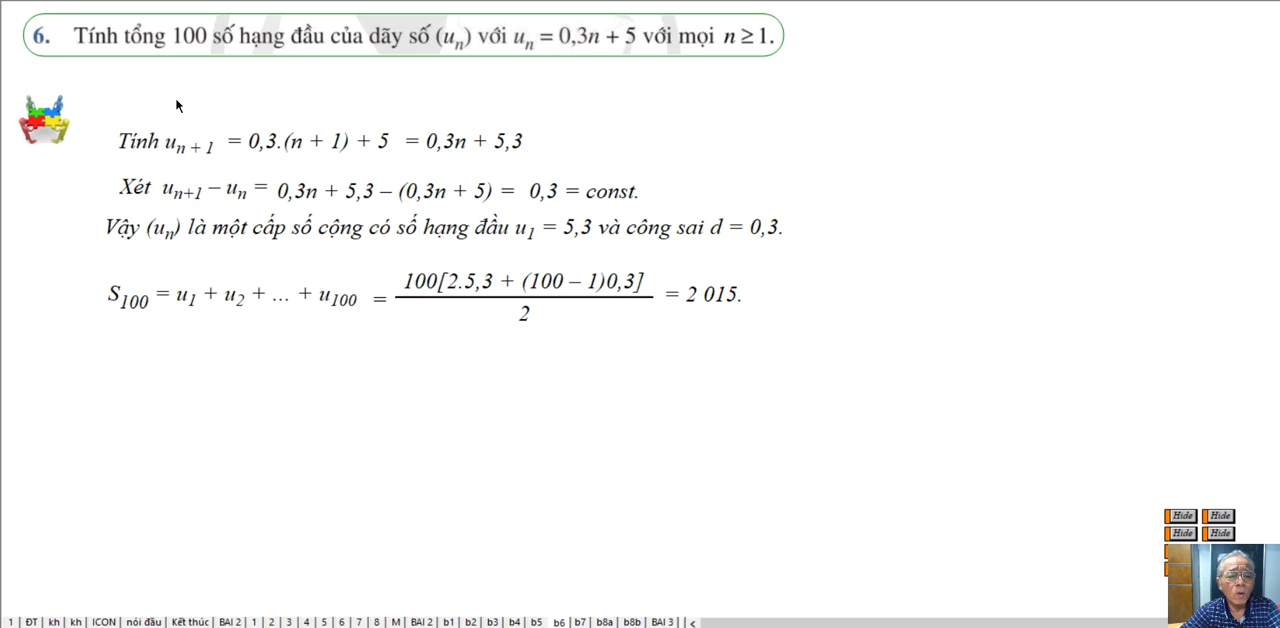 6. Tính tổng 100 số hạng đầu của dãy số (uₙ) với uₙ = 0,3n + 5 với mọi n ≥ 1.
Tính uₙ₊₁ = 0,3.(n + 1) + 5 = 0,3n + 5,3
Xét uₙ₊₁ – uₙ = 0,3n + 5,3 – (0,3n + 5) = 0,3 = const.
Vậy (uₙ) là một cấp số cộng có số hạng đầu u₁ = 5,3 và công sai d = 0,3.
S₁₀₀ = u₁ + u₂ + ... + u₁₀₀ = 100[2.5,3 + (100 – 1)0,3] / 2 = 2 015.
Hide Hide
Hide Hide
1 | ĐT | kh | kh | ICON | nói đầu | Kết thúc | BAI 2 | 1 | 2 | 3 | 4 | 5 | 6 | 7 | 8 | M | BAI 2 | b1 | b2 | b3 | b4 | b5 b6 | b7 | b8a | b8b | BAI 3 | | <